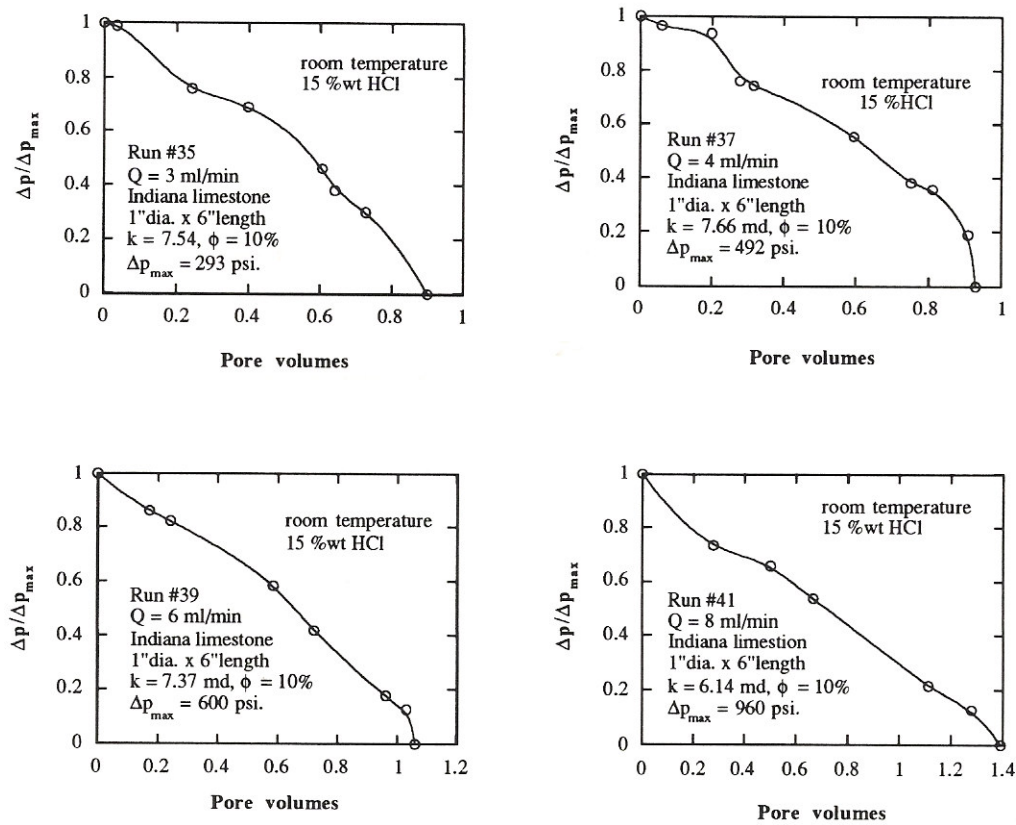 1
0.8
0.6
0.4
0.2
0
Δp/Δp_max
room temperature
15 %wt HCl
Run #35
Q = 3 ml/min
Indiana limestone
1"dia. x 6"length
k = 7.54, ϕ = 10%
Δp_max = 293 psi.
0 0.2 0.4 0.6 0.8 1
Pore volumes
1
0.8
0.6
0.4
0.2
0
Δp/Δp_max
room temperature
15 %HCl
Run #37
Q = 4 ml/min
Indiana limestone
1"dia. x 6"length
k = 7.66 md, ϕ = 10%
Δp_max = 492 psi.
0 0.2 0.4 0.6 0.8 1
Pore volumes
1
0.8
0.6
0.4
0.2
0
Δp/Δp_max
room temperature
15 %wt HCl
Run #39
Q = 6 ml/min
Indiana limestone
1"dia. x 6"length
k = 7.37 md, ϕ = 10%
Δp_max = 600 psi.
0 0.2 0.4 0.6 0.8 1 1.2
Pore volumes
1
0.8
0.6
0.4
0.2
0
Δp/Δp_max
room temperature
15 %wt HCl
Run #41
Q = 8 ml/min
Indiana limestion
1"dia. x 6"length
k = 6.14 md, ϕ = 10%
Δp_max = 960 psi.
0 0.2 0.4 0.6 0.8 1 1.2 1.4
Pore volumes